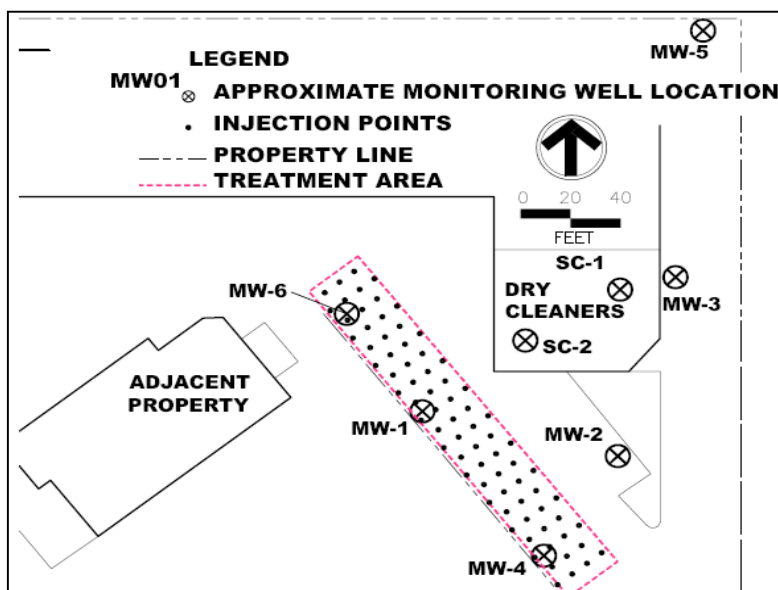 MW-5
LEGEND
MW01
APPROXIMATE MONITORING WELL LOCATION
INJECTION POINTS
PROPERTY LINE
TREATMENT AREA
0 20 40
FEET
SC-1
MW-6
DRY
CLEANERS
MW-3
SC-2
ADJACENT
PROPERTY
MW-1
MW-2
MW-4